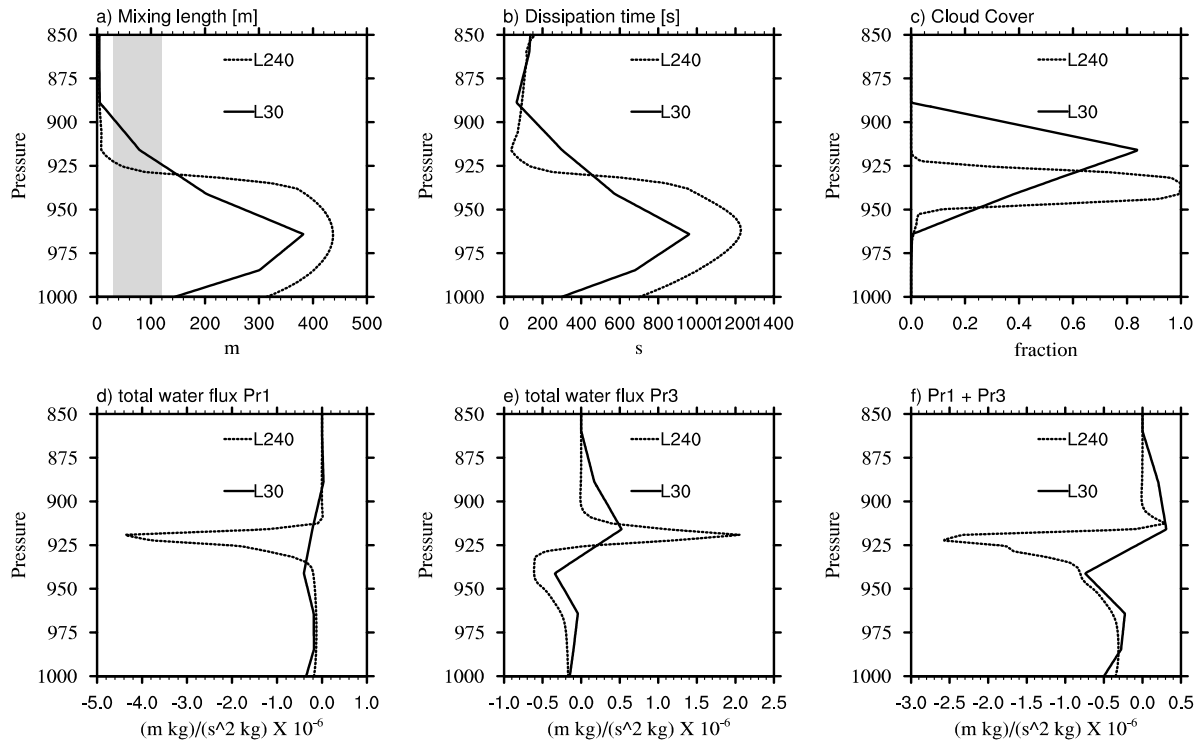 a) Mixing length [m]
850
875
900
925
950
975
1000
Pressure
L240
L30
0 100 200 300 400 500
m
b) Dissipation time [s]
850
875
900
925
950
975
1000
Pressure
L240
L30
0 200 400 600 800 1000 1200 1400
s
c) Cloud Cover
850
875
900
925
950
975
1000
Pressure
L240
L30
0.0 0.2 0.4 0.6 0.8 1.0
fraction
d) total water flux Pr1
850
875
900
925
950
975
1000
Pressure
L240
L30
-5.0 -4.0 -3.0 -2.0 -1.0 0.0 1.0
(m kg)/(s^2 kg) X 10⁻⁶
e) total water flux Pr3
850
875
900
925
950
975
1000
Pressure
L240
L30
-1.0 -0.5 0.0 0.5 1.0 1.5 2.0 2.5
(m kg)/(s^2 kg) X 10⁻⁶
f) Pr1 + Pr3
850
875
900
925
950
975
1000
Pressure
L240
L30
-3.0 -2.5 -2.0 -1.5 -1.0 -0.5 0.0 0.5
(m kg)/(s^2 kg) X 10⁻⁶